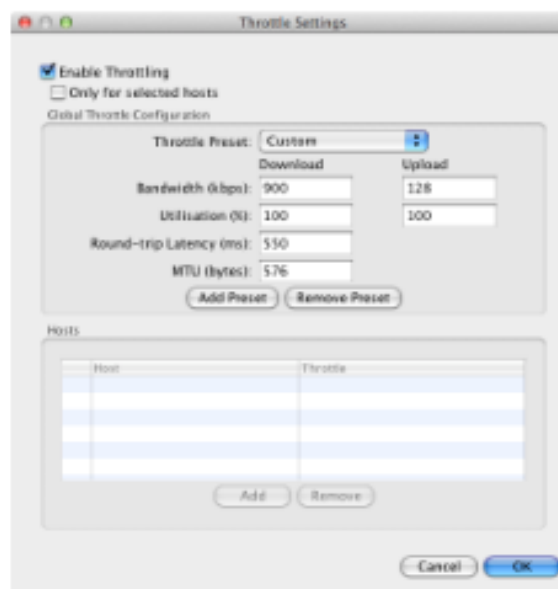 Throttle Settings
Enable Throttling
Only for selected hosts
Global Throttle Configuration
Throttle Preset: Custom
Download Upload
Bandwidth (kbps): 900 128
Utilisation (%): 100 100
Round-trip Latency (ms): 550
MTU (bytes): 576
Add Preset Remove Preset
Hosts
Host Throttle
Add Remove
Cancel OK